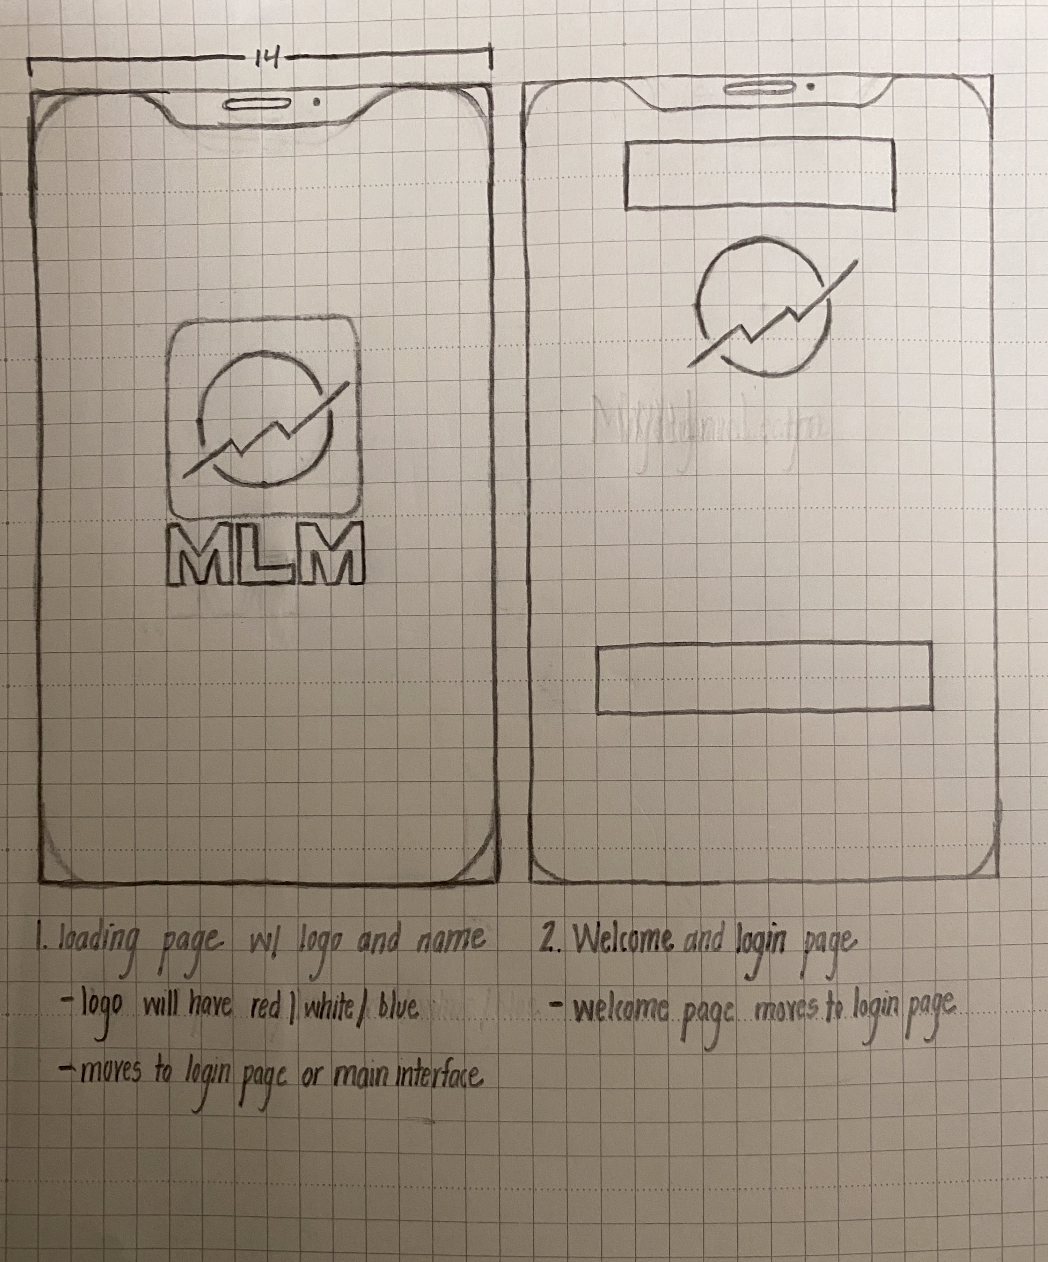 14
MLM
1. loading page w/ logo and name
- logo will have red / white / blue
- moves to login page or main interface
2. Welcome and login page
- welcome page moves to login page